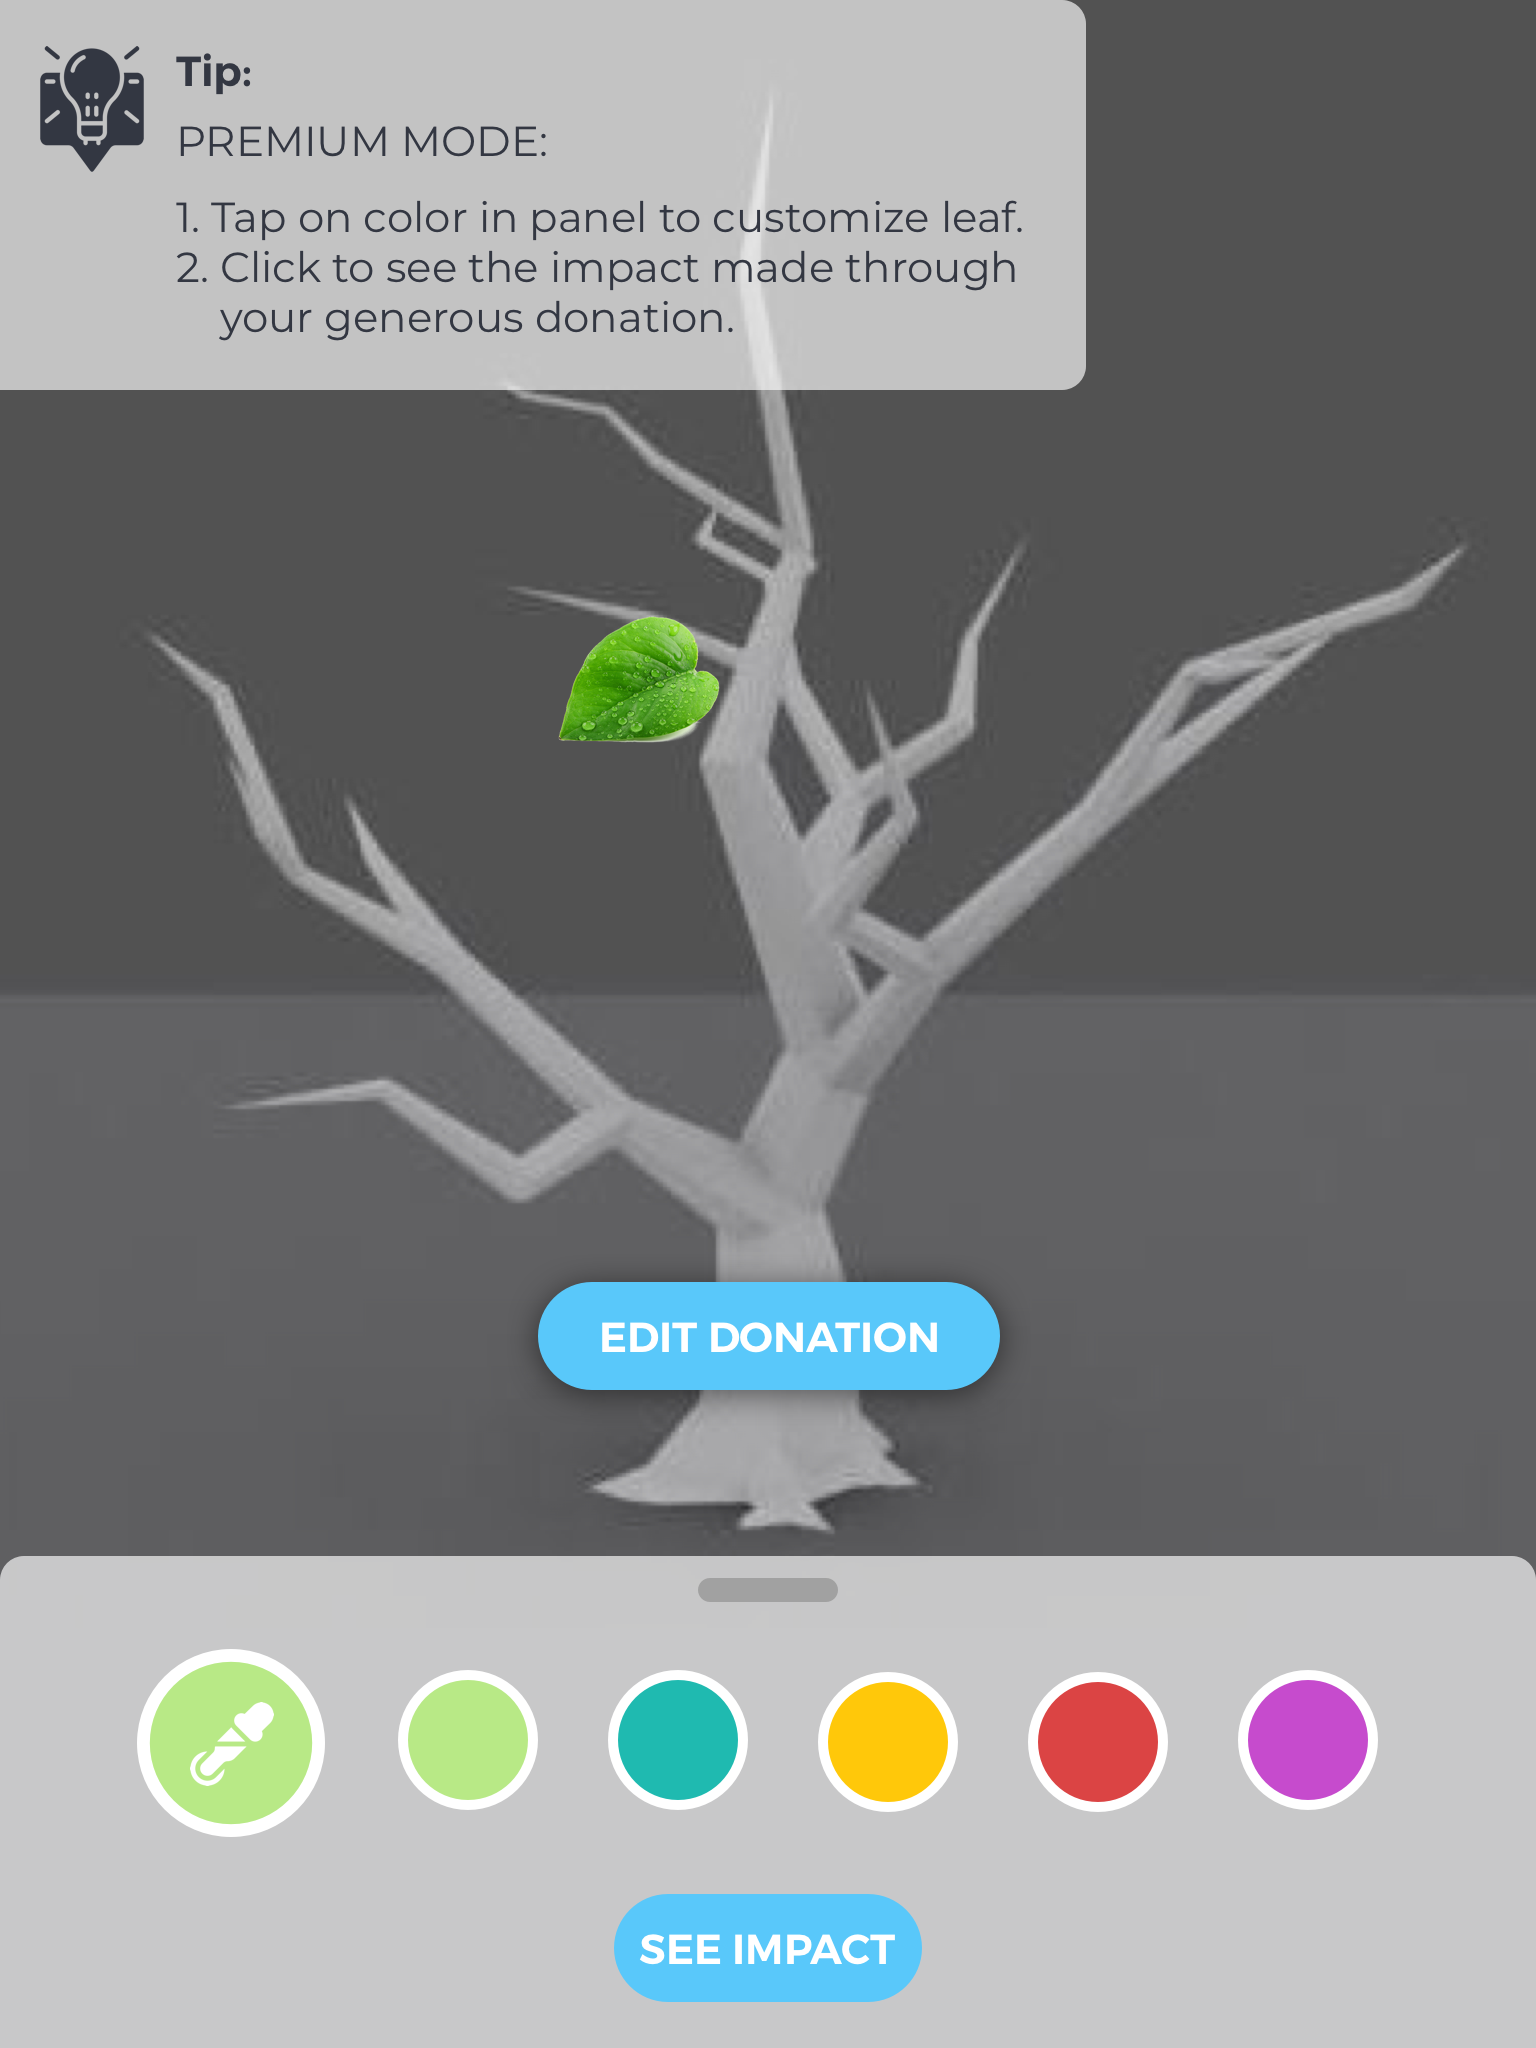 Tip:
PREMIUM MODE:
1. Tap on color in panel to customize leaf.
2. Click to see the impact made through
your generous donation.
EDIT DONATION
SEE IMPACT